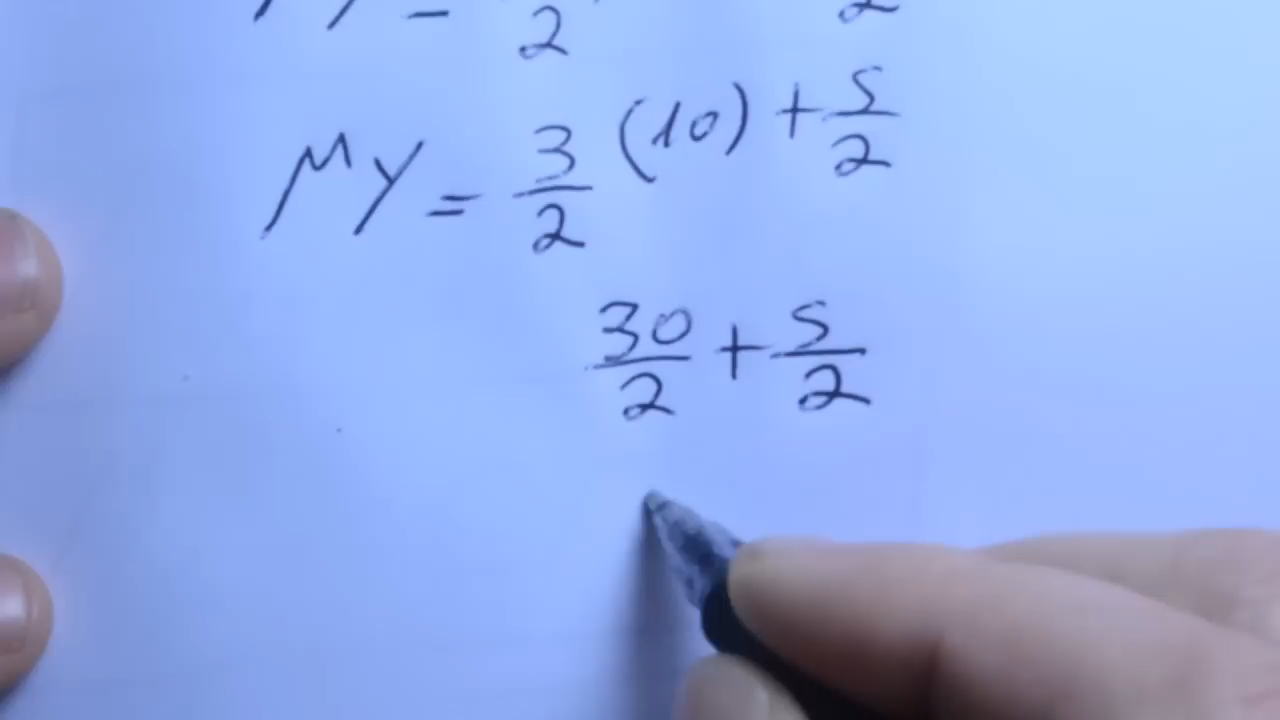 μy = 3/2 (10) + 5/2
30/2 + 5/2